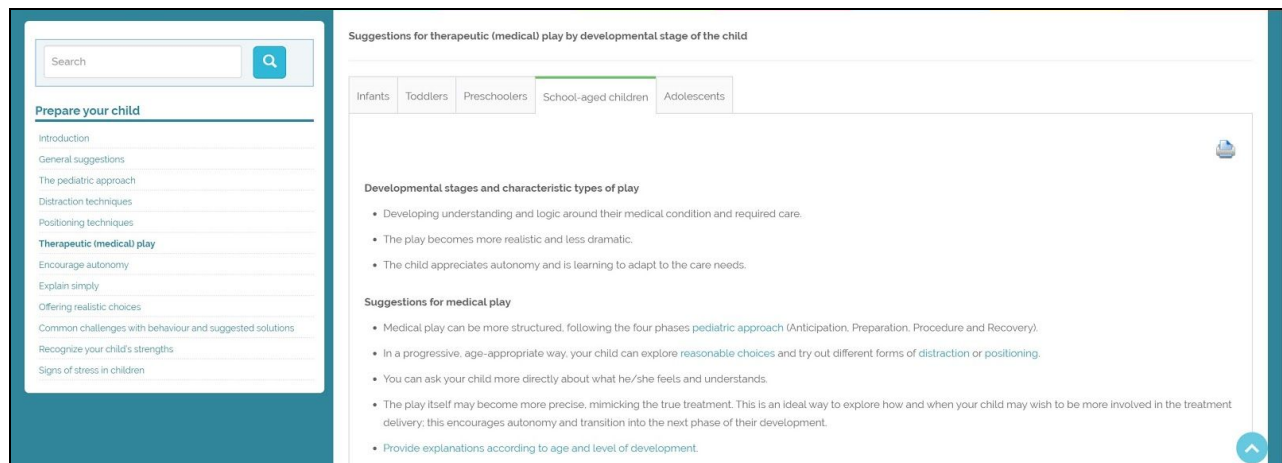 Search
Prepare your child
Introduction
General suggestions
The pediatric approach
Distraction techniques
Positioning techniques
Therapeutic (medical) play
Encourage autonomy
Explain simply
Offering realistic choices
Common challenges with behaviour and suggested solutions
Recognize your child's strengths
Signs of stress in children
Suggestions for therapeutic (medical) play by developmental stage of the child
Infants Toddlers Preschoolers School-aged children Adolescents
Developmental stages and characteristic types of play
• Developing understanding and logic around their medical condition and required care.
• The play becomes more realistic and less dramatic.
• The child appreciates autonomy and is learning to adapt to the care needs.
Suggestions for medical play
• Medical play can be more structured, following the four phases pediatric approach (Anticipation, Preparation, Procedure and Recovery).
• In a progressive, age-appropriate way, your child can explore reasonable choices and try out different forms of distraction or positioning.
• You can ask your child more directly about what he/she feels and understands.
• The play itself may become more precise, mimicking the true treatment. This is an ideal way to explore how and when your child may wish to be more involved in the treatment
delivery; this encourages autonomy and transition into the next phase of their development.
• Provide explanations according to age and level of development.